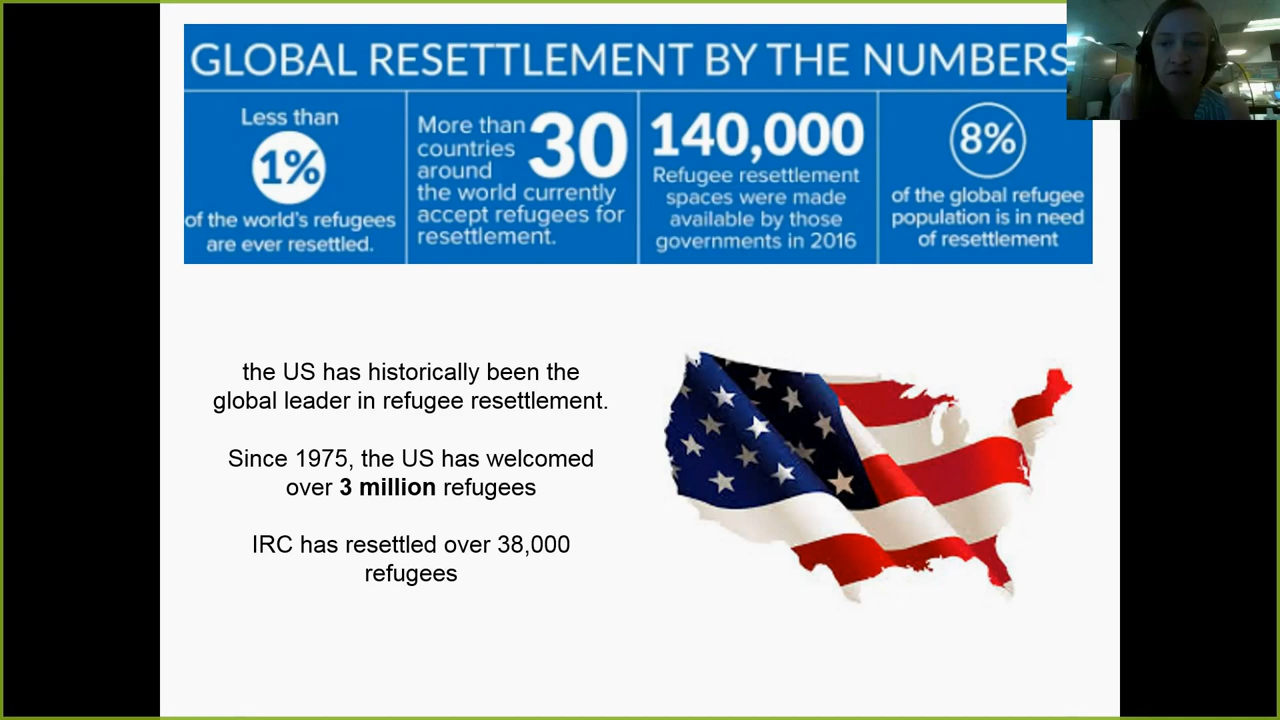 GLOBAL RESETTLEMENT BY THE NUMBERS
Less than
1%
of the world's refugees
are ever resettled.
More than 30
countries
around
the world currently
accept refugees for
resettlement.
140,000
Refugee resettlement
spaces were made
available by those
governments in 2016
8%
of the global refugee
population is in need
of resettlement
the US has historically been the
global leader in refugee resettlement.
Since 1975, the US has welcomed
over 3 million refugees
IRC has resettled over 38,000
refugees